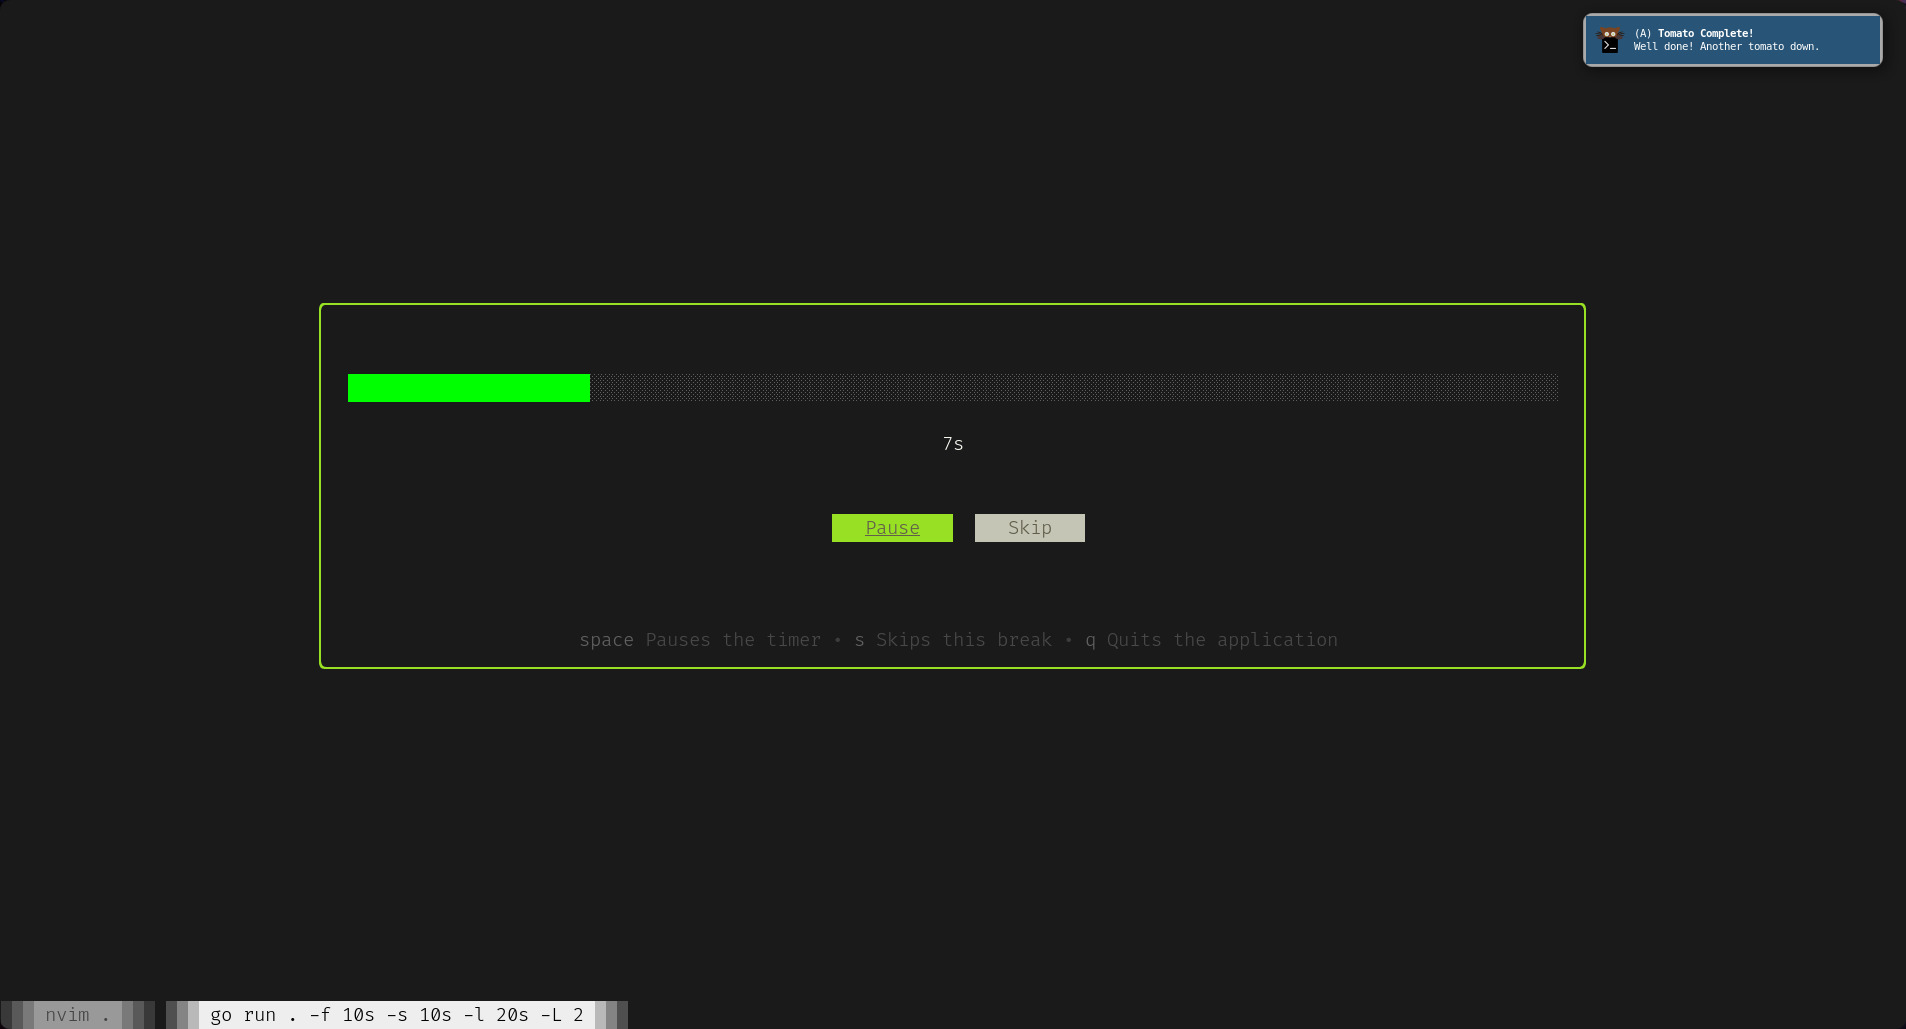 (A) Tomato Complete!
Well done! Another tomato down.
7s
Pause Skip
space Pauses the timer • s Skips this break • q Quits the application
nvim . go run . -f 10s -s 10s -l 20s -L 2